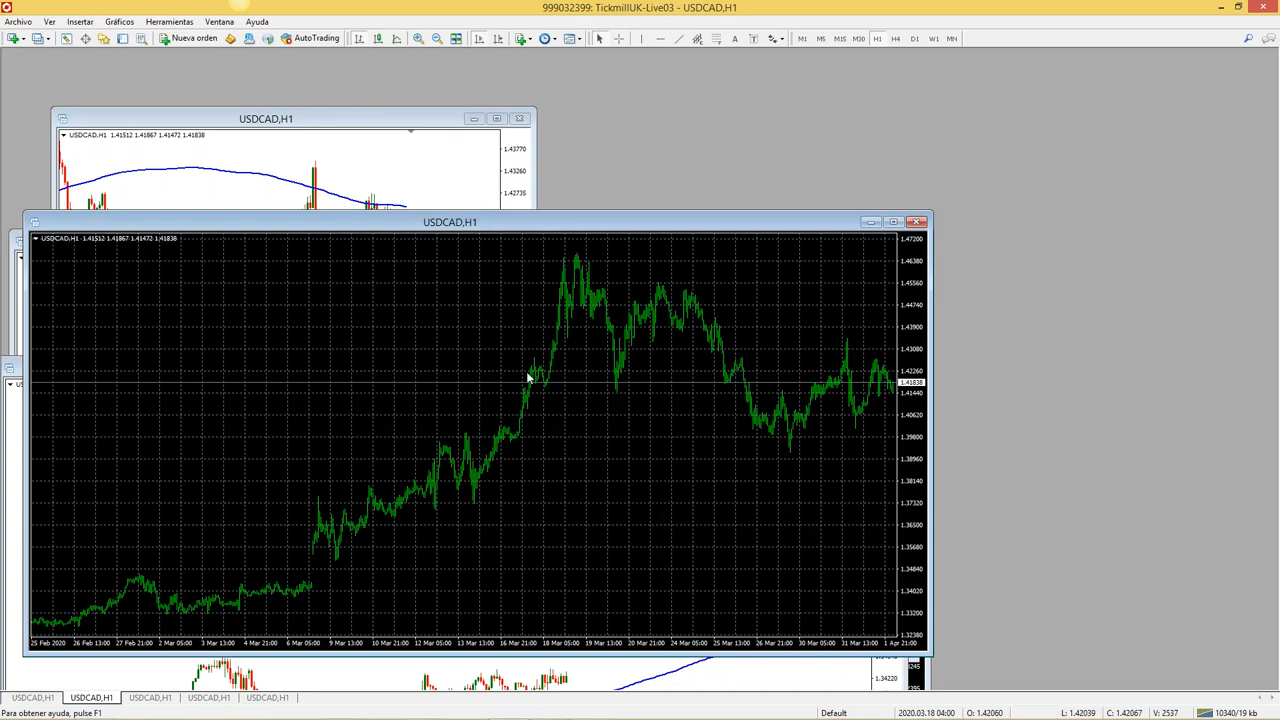 999032399: TickmillUK-Live03 - USDCAD,H1
Archivo Ver Insertar Gráficos Herramientas Ventana Ayuda
Nueva orden AutoTrading A T M1 M5 M15 M30 H1 H4 D1 W1 MN
USDCAD,H1
USDCAD,H1 1.41512 1.41867 1.41472 1.41838
1.43770
1.43260
1.42735
USDCAD,H1
USDCAD,H1 1.41512 1.41867 1.41472 1.41838
1.47200
1.46380
1.45560
1.44740
1.43900
1.43080
1.42260
1.41838
1.41440
1.40620
1.39800
1.38960
1.38140
1.37320
1.36500
1.35680
1.34840
1.34020
1.33200
1.32380
25 Feb 2020 26 Feb 13:00 27 Feb 21:00 2 Mar 05:00 3 Mar 13:00 4 Mar 21:00 6 Mar 05:00 9 Mar 13:00 10 Mar 21:00 12 Mar 05:00 13 Mar 13:00 16 Mar 21:00 18 Mar 05:00 19 Mar 13:00 20 Mar 21:00 24 Mar 05:00 25 Mar 13:00 26 Mar 21:00 30 Mar 05:00 31 Mar 13:00 1 Apr 21:00
1.34220
USDCAD,H1 USDCAD,H1 USDCAD,H1 USDCAD,H1 USDCAD,H1
Para obtener ayuda, pulse F1 Default 2020.03.18 04:00 O: 1.42060 L: 1.42039 C: 1.42067 V: 2537 10340/19 kb